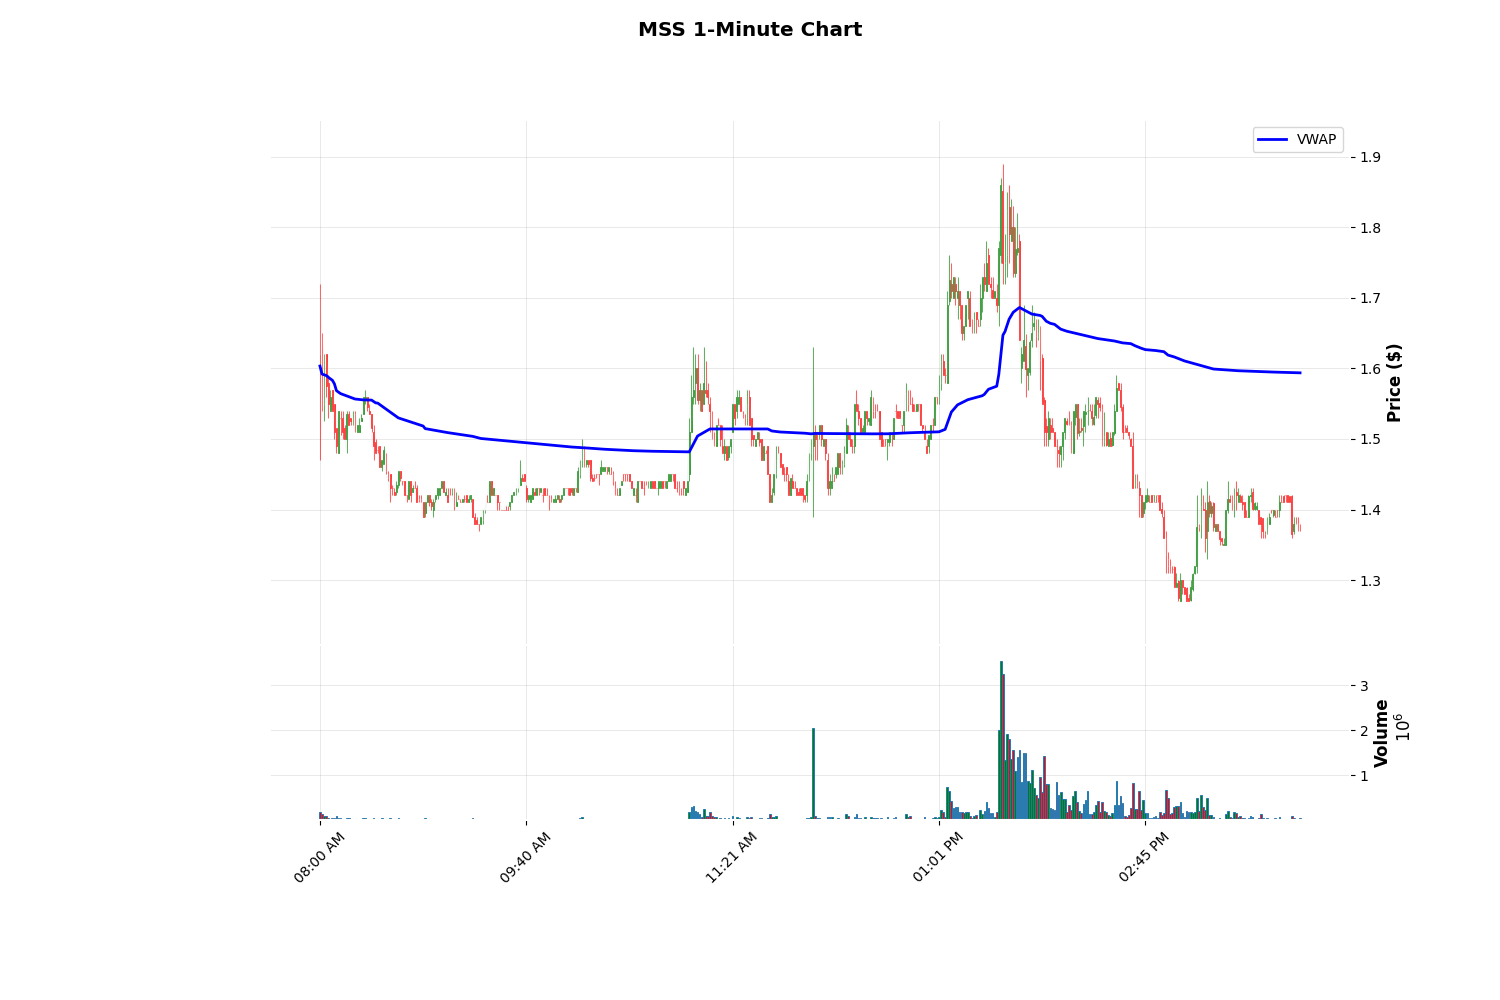 MSS 1-Minute Chart
VWAP
1.9
1.8
1.7
1.6
1.5
1.4
1.3
Price ($)
3
2
1
Volume
10⁶
08:00 AM
09:40 AM
11:21 AM
01:01 PM
02:45 PM